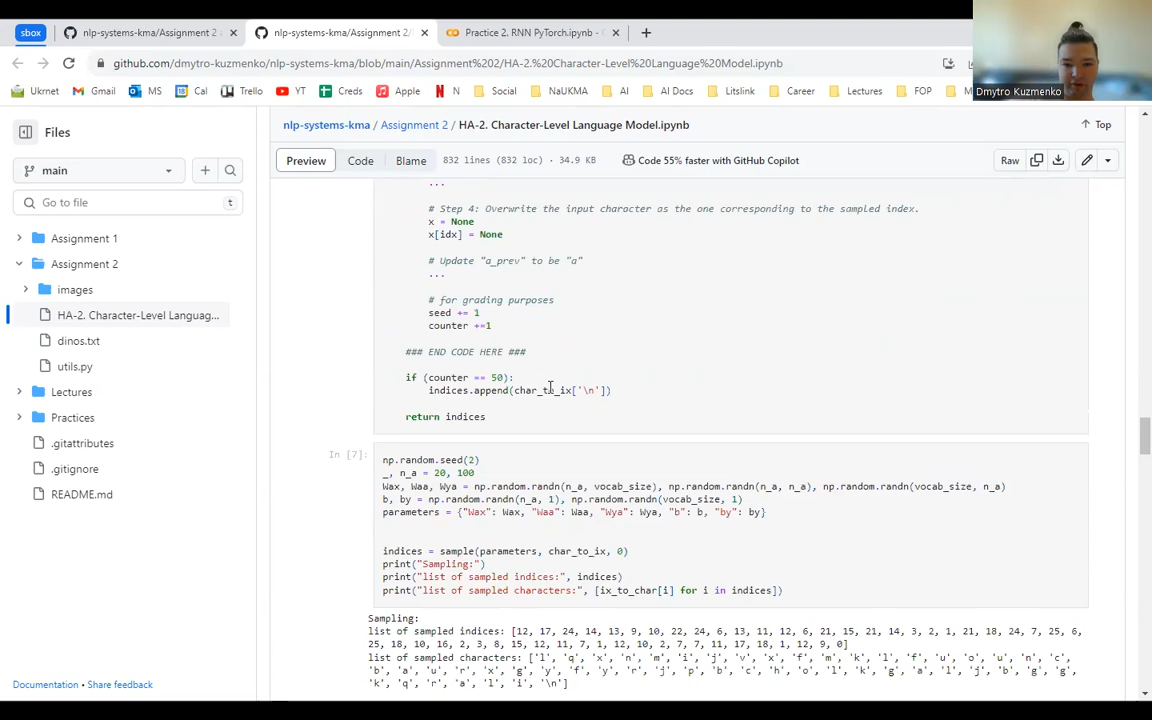 sbox
nlp-systems-kma/Assignment 2
nlp-systems-kma/Assignment 2/
Practice 2. RNN PyTorch.ipynb -
github.com/dmytro-kuzmenko/nlp-systems-kma/blob/main/Assignment%202/HA-2.%20Character-Level%20Language%20Model.ipynb
Dmytro Kuzmenko
Ukrnet Gmail MS Cal Trello YT Creds Apple N Social NaUKMA AI AI Docs Litslink Career Lectures FOP
Files
main
Go to file
t
Assignment 1
Assignment 2
images
HA-2. Character-Level Languag...
dinos.txt
utils.py
Lectures
Practices
.gitattributes
.gitignore
README.md
Documentation • Share feedback
nlp-systems-kma / Assignment 2 / HA-2. Character-Level Language Model.ipynb
Top
Preview Code Blame 832 lines (832 loc) · 34.9 KB Code 55% faster with GitHub Copilot Raw
...
# Step 4: Overwrite the input character as the one corresponding to the sampled index.
x = None
x[idx] = None
# Update "a_prev" to be "a"
...
# for grading purposes
seed += 1
counter +=1
### END CODE HERE ###
if (counter == 50):
indices.append(char_to_ix['\n'])
return indices
In [7]:
np.random.seed(2)
_, n_a = 20, 100
Wax, Waa, Wya = np.random.randn(n_a, vocab_size), np.random.randn(n_a, n_a), np.random.randn(vocab_size, n_a)
b, by = np.random.randn(n_a, 1), np.random.randn(vocab_size, 1)
parameters = {"Wax": Wax, "Waa": Waa, "Wya": Wya, "b": b, "by": by}
indices = sample(parameters, char_to_ix, 0)
print("Sampling:")
print("list of sampled indices:", indices)
print("list of sampled characters:", [ix_to_char[i] for i in indices])
Sampling:
list of sampled indices: [12, 17, 24, 14, 13, 9, 10, 22, 24, 6, 13, 11, 12, 6, 21, 15, 21, 14, 3, 2, 1, 21, 18, 24, 7, 25, 6,
25, 18, 10, 16, 2, 3, 8, 15, 12, 11, 7, 1, 12, 10, 2, 7, 7, 11, 17, 18, 1, 12, 9, 0]
list of sampled characters: ['l', 'q', 'x', 'n', 'm', 'i', 'j', 'v', 'x', 'f', 'm', 'k', 'l', 'f', 'u', 'o', 'u', 'n', 'c',
'b', 'a', 'u', 'r', 'x', 'g', 'y', 'f', 'y', 'r', 'j', 'p', 'b', 'c', 'h', 'o', 'l', 'k', 'g', 'a', 'l', 'j', 'b', 'g', 'g',
'k', 'q', 'r', 'a', 'l', 'i', '\n']